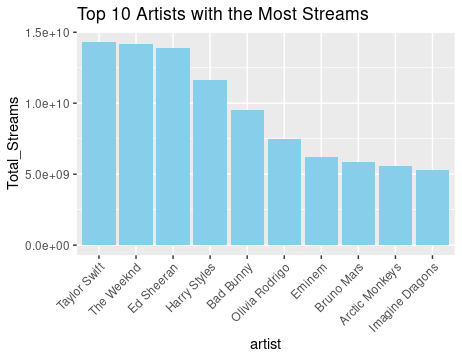 Top 10 Artists with the Most Streams
1.5e+10
1.0e+10
5.0e+09
0.0e+00
Total_Streams
Taylor Swift
The Weeknd
Ed Sheeran
Harry Styles
Bad Bunny
Olivia Rodrigo
Eminem
Bruno Mars
Arctic Monkeys
Imagine Dragons
artist